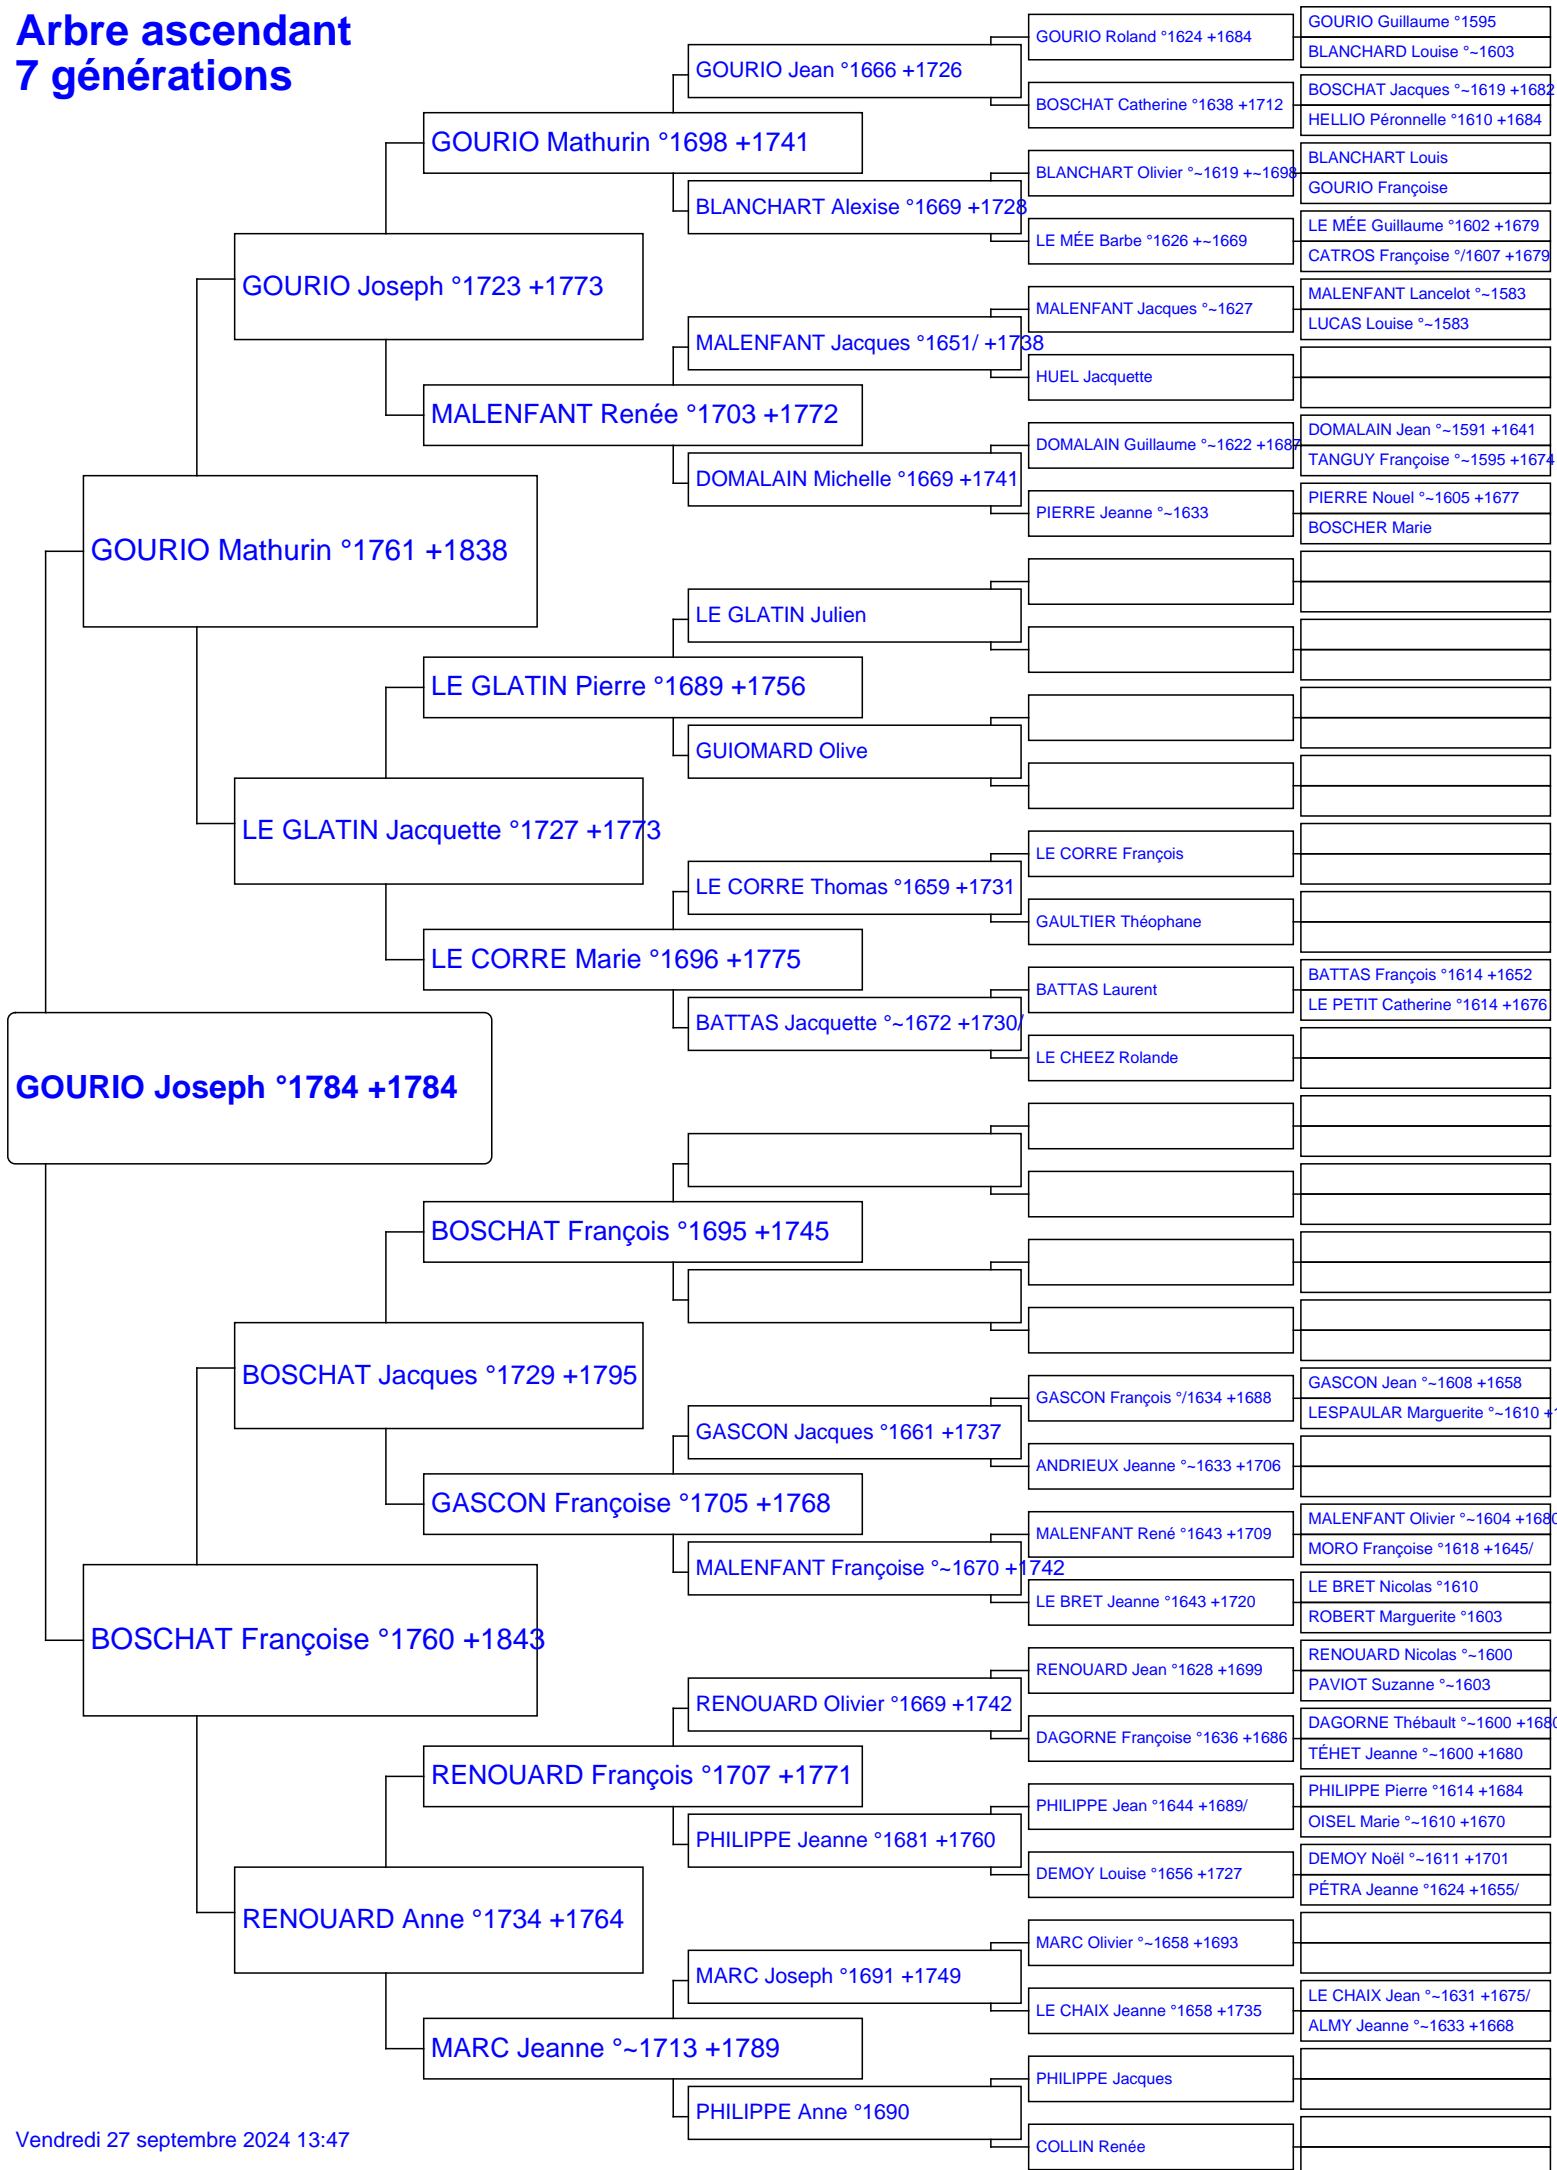 Arbre ascendant
7 générations
GOURIO Joseph °1784 +1784
GOURIO Mathurin °1761 +1838
BOSCHAT Françoise °1760 +1843
GOURIO Joseph °1723 +1773
LE GLATIN Jacquette °1727 +1773
BOSCHAT Jacques °1729 +1795
RENOUARD Anne °1734 +1764
GOURIO Mathurin °1698 +1741
MALENFANT Renée °1703 +1772
LE GLATIN Pierre °1689 +1756
LE CORRE Marie °1696 +1775
BOSCHAT François °1695 +1745
GASCON Françoise °1705 +1768
RENOUARD François °1707 +1771
MARC Jeanne °~1713 +1789
GOURIO Jean °1666 +1726
BLANCHART Alexise °1669 +1728
MALENFANT Jacques °1651/ +1738
DOMALAIN Michelle °1669 +1741
LE GLATIN Julien
GUIOMARD Olive
LE CORRE Thomas °1659 +1731
BATTAS Jacquette °~1672 +1730/
GASCON Jacques °1661 +1737
MALENFANT Françoise °~1670 +1742
RENOUARD Olivier °1669 +1742
PHILIPPE Jeanne °1681 +1760
MARC Joseph °1691 +1749
PHILIPPE Anne °1690
GOURIO Roland °1624 +1684
BOSCHAT Catherine °1638 +1712
BLANCHART Olivier °~1619 +~1698
LE MÉE Barbe °1626 +~1669
MALENFANT Jacques °~1627
HUEL Jacquette
DOMALAIN Guillaume °~1622 +1687
PIERRE Jeanne °~1633
LE CORRE François
GAULTIER Théophane
BATTAS Laurent
LE CHEEZ Rolande
GASCON François °/1634 +1688
ANDRIEUX Jeanne °~1633 +1706
MALENFANT René °1643 +1709
LE BRET Jeanne °1643 +1720
RENOUARD Jean °1628 +1699
DAGORNE Françoise °1636 +1686
PHILIPPE Jean °1644 +1689/
DEMOY Louise °1656 +1727
MARC Olivier °~1658 +1693
LE CHAIX Jeanne °1658 +1735
PHILIPPE Jacques
COLLIN Renée
GOURIO Guillaume °1595
BLANCHARD Louise °~1603
BOSCHAT Jacques °~1619 +1682
HELLIO Péronnelle °1610 +1684
BLANCHART Louis
GOURIO Françoise
LE MÉE Guillaume °1602 +1679
CATROS Françoise °/1607 +1679
MALENFANT Lancelot °~1583
LUCAS Louise °~1583
DOMALAIN Jean °~1591 +1641
TANGUY Françoise °~1595 +1674
PIERRE Nouel °~1605 +1677
BOSCHER Marie
BATTAS François °1614 +1652
LE PETIT Catherine °1614 +1676
GASCON Jean °~1608 +1658
LESPAULAR Marguerite °~1610 +1
MALENFANT Olivier °~1604 +1680
MORO Françoise °1618 +1645/
LE BRET Nicolas °1610
ROBERT Marguerite °1603
RENOUARD Nicolas °~1600
PAVIOT Suzanne °~1603
DAGORNE Thébault °~1600 +1680
TÉHET Jeanne °~1600 +1680
PHILIPPE Pierre °1614 +1684
OISEL Marie °~1610 +1670
DEMOY Noël °~1611 +1701
PÉTRA Jeanne °1624 +1655/
LE CHAIX Jean °~1631 +1675/
ALMY Jeanne °~1633 +1668
Vendredi 27 septembre 2024 13:47